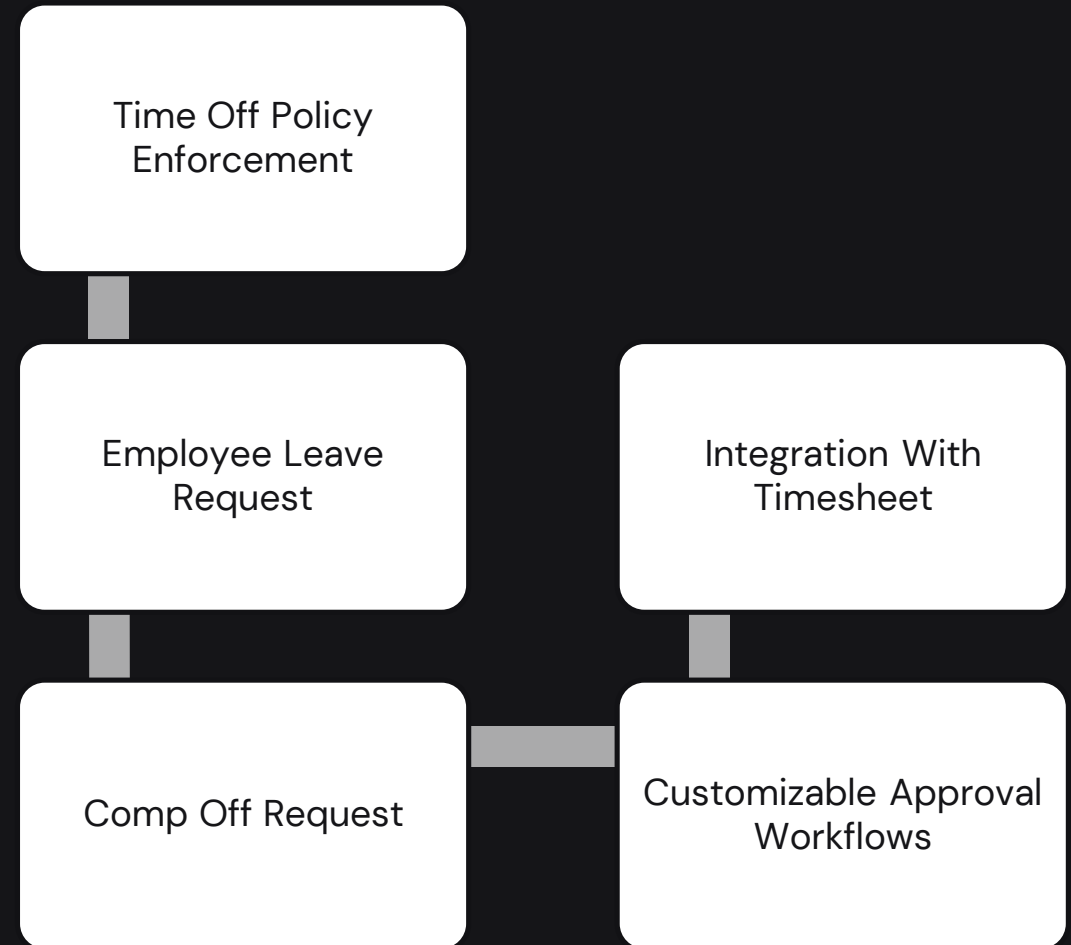 Time Off Policy
Enforcement
Employee Leave
Request
Comp Off Request
Customizable Approval
Workflows
Integration With
Timesheet